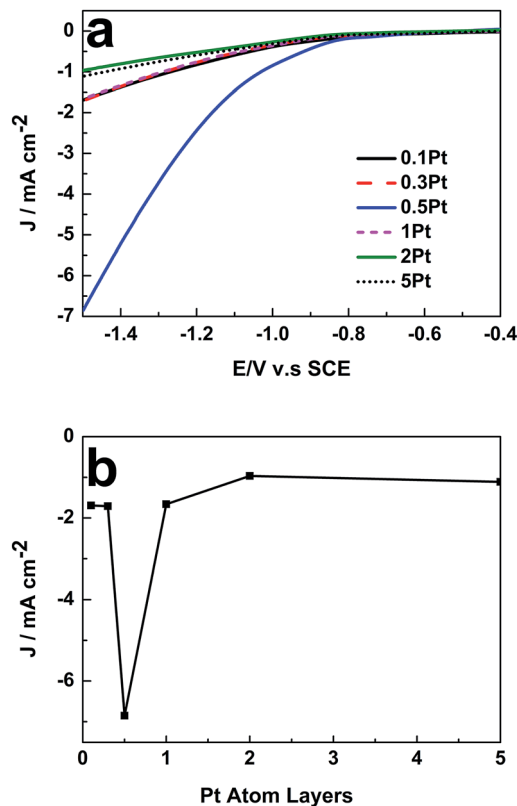 a
0
-1
-2
-3
-4
-5
-6
-7
J / mA cm-2
0.1Pt
0.3Pt
0.5Pt
1Pt
2Pt
5Pt
-1.4 -1.2 -1.0 -0.8 -0.6 -0.4
E/V v.s SCE
b
0
-2
-4
-6
J / mA cm-2
0 1 2 3 4 5
Pt Atom Layers